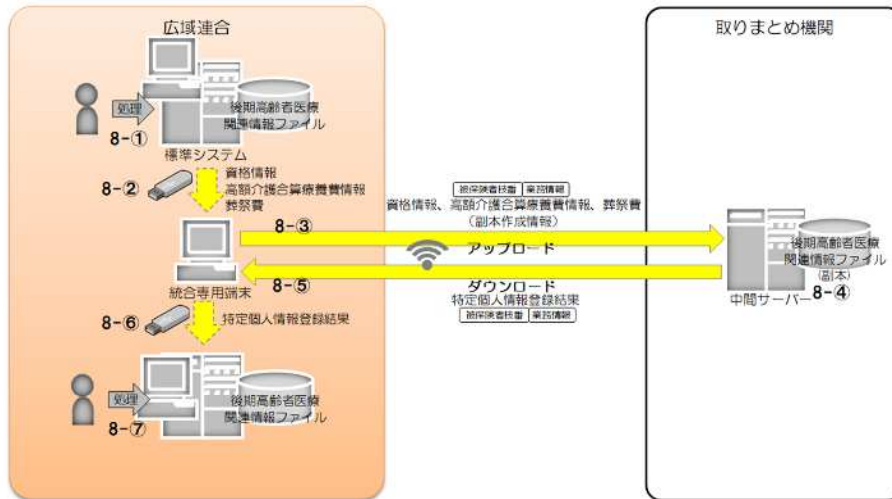 広域連合
取りまとめ機関
処理
8-①
後期高齢者医療
関連情報ファイル
標準システム
8-②
資格情報
高額介護合算療養費情報
葬祭費
被保険者枝番 業務情報
資格情報、高額介護合算療養費情報、葬祭費
(副本作成情報)
8-③
アップロード
後期高齢者医療
関連情報ファイル
(副本)
8-④
中間サーバー
8-⑤
ダウンロード
統合専用端末
特定個人情報登録結果
被保険者枝番 業務情報
8-⑥
特定個人情報登録結果
処理
8-⑦
後期高齢者医療
関連情報ファイル